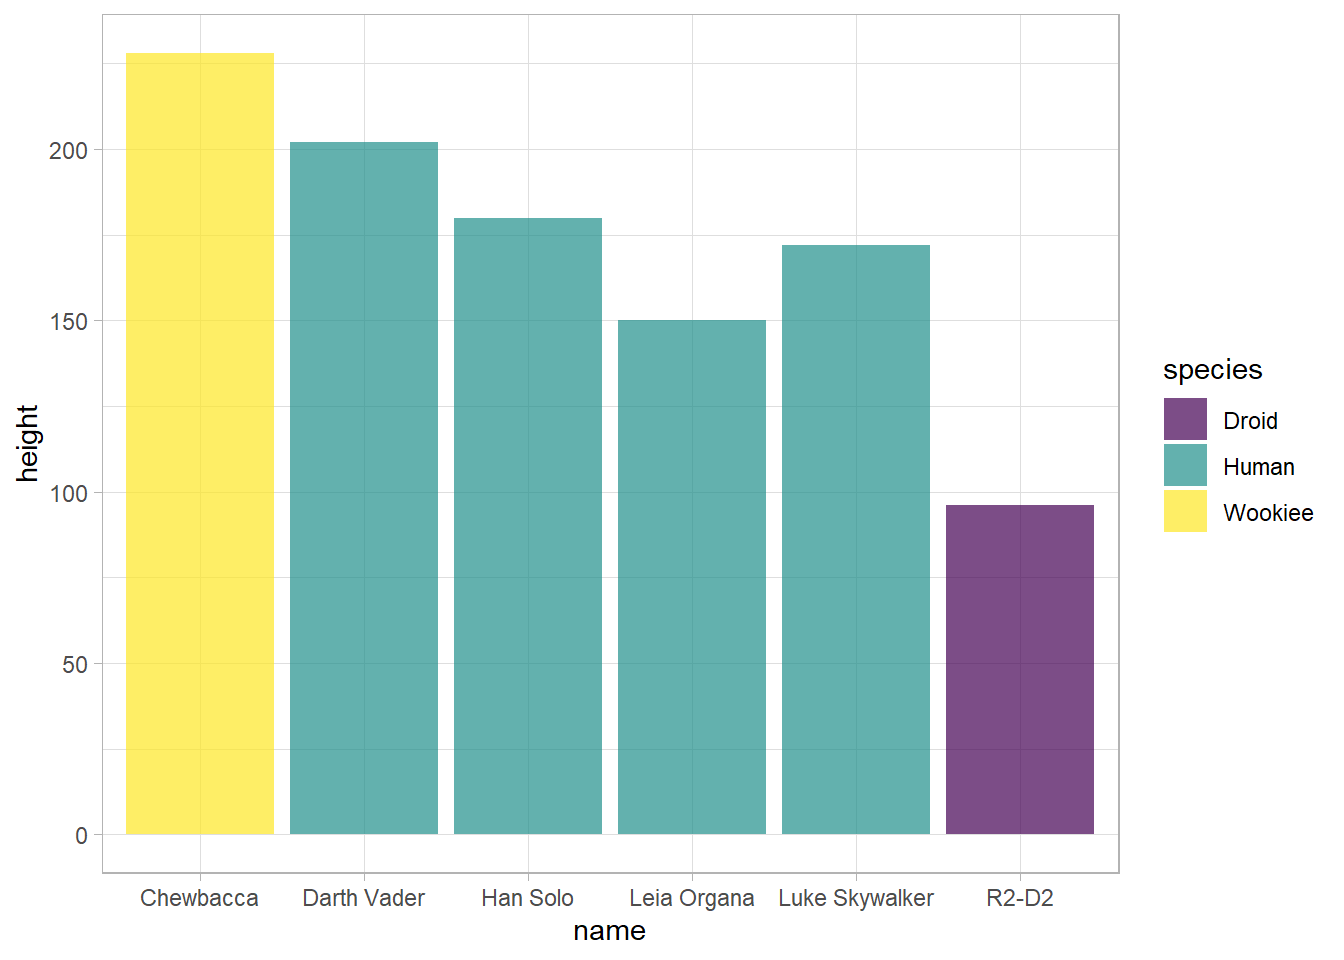 height
200
150
100
50
0
Chewbacca Darth Vader Han Solo Leia Organa Luke Skywalker R2-D2
name
species
Droid
Human
Wookiee